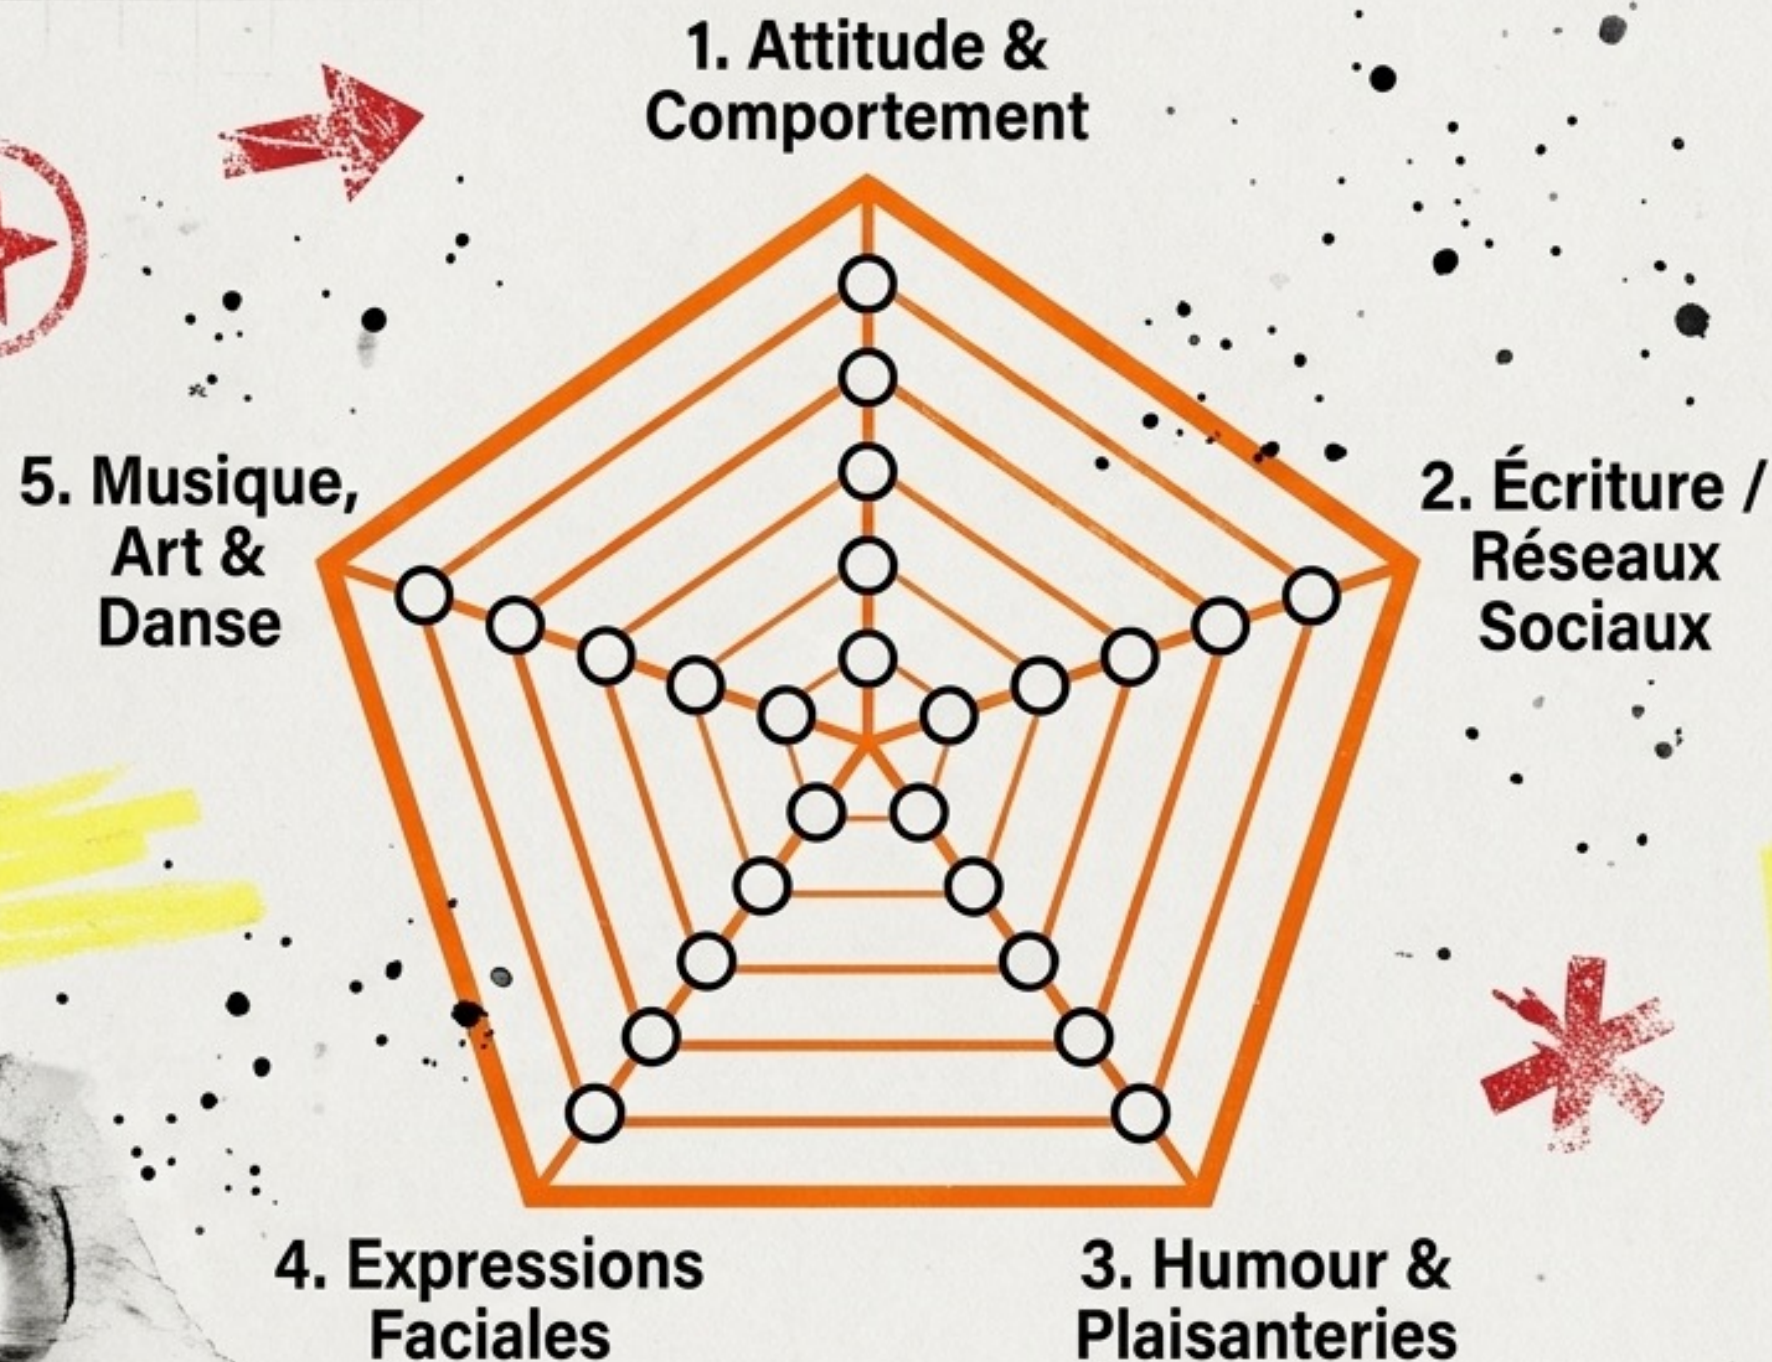 1. Attitude &
Comportement
2. Écriture /
Réseaux
Sociaux
3. Humour &
Plaisanteries
4. Expressions
Faciales
5. Musique,
Art &
Danse